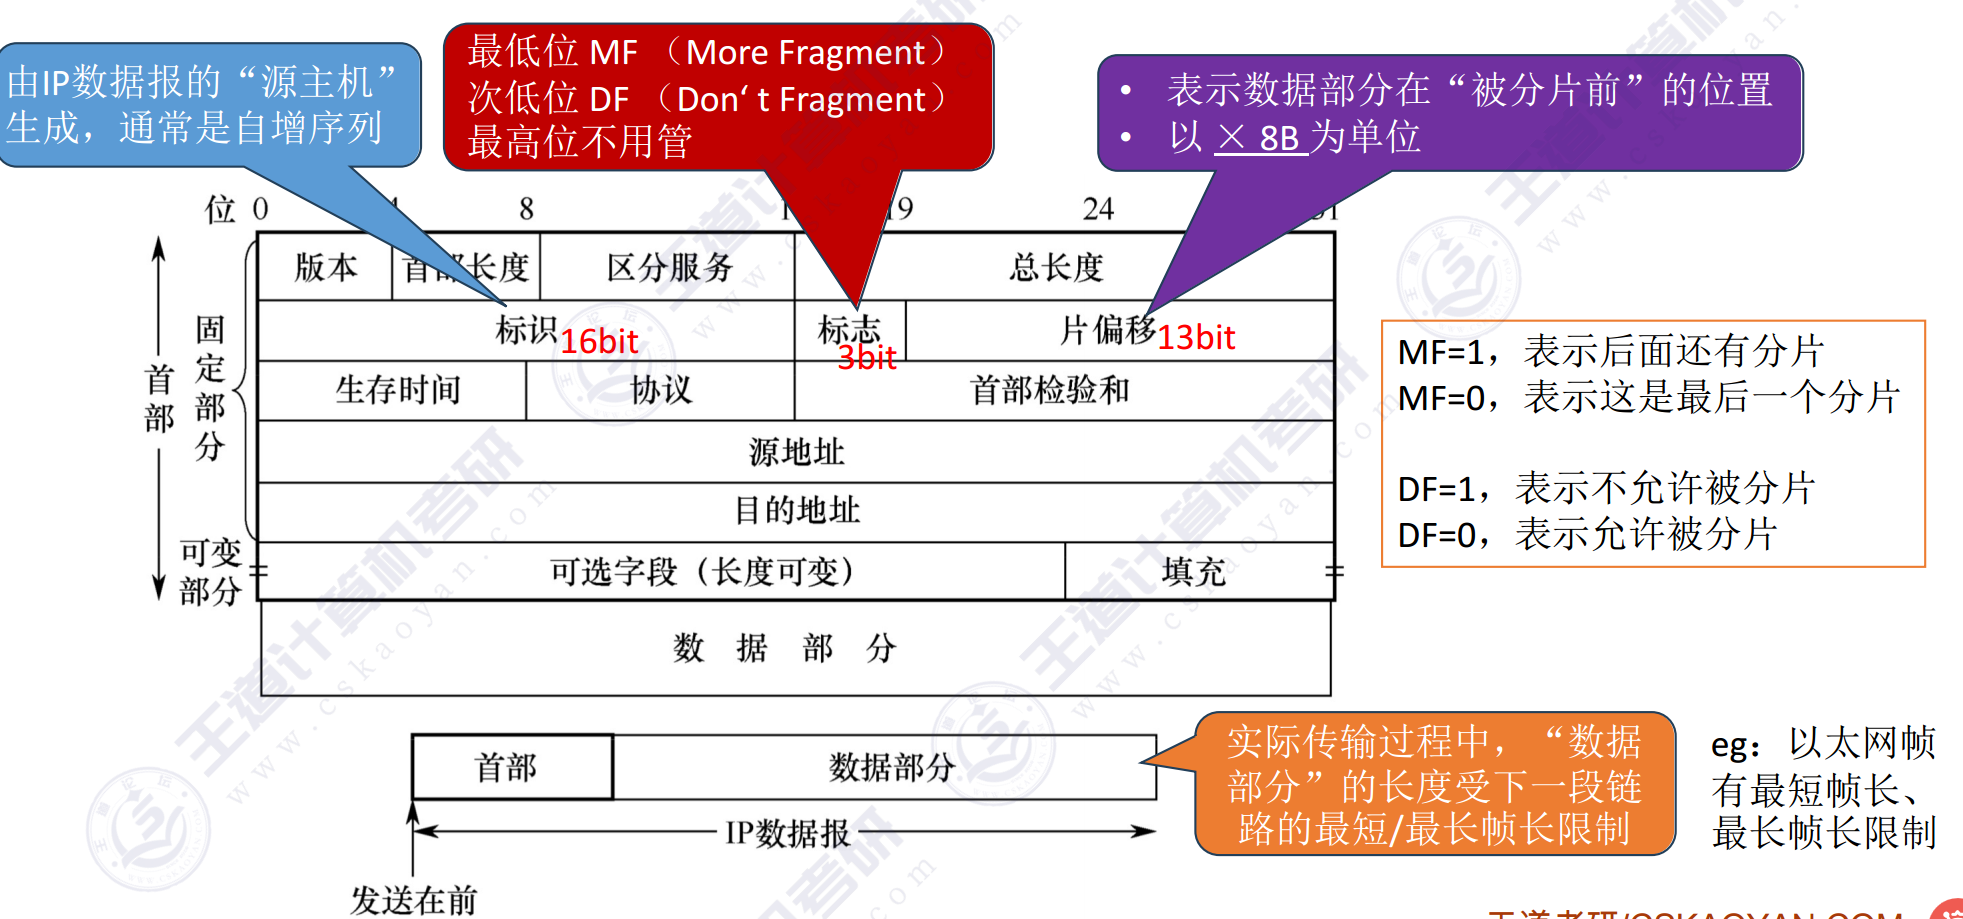 由IP数据报的“源主机”
生成，通常是自增序列
最低位 MF （More Fragment）
次低位 DF （Don‘ t Fragment）
最高位不用管
• 表示数据部分在“被分片前”的位置
• 以 × 8B 为单位
位 0 4 8 1 19 24 31
版本 首部长度 区分服务 总长度
标识 16bit 标志 3bit 片偏移 13bit
生存时间 协议 首部检验和
源地址
目的地址
可选字段（长度可变） 填充
数 据 部 分
首部
固定部分
可变
部分
MF=1，表示后面还有分片
MF=0，表示这是最后一个分片
DF=1，表示不允许被分片
DF=0，表示允许被分片
首部 数据部分
IP数据报
发送在前
实际传输过程中，“数据
部分”的长度受下一段链
路的最短/最长帧长限制
eg：以太网帧
有最短帧长、
最长帧长限制
王道计算机考研
www.cskaoyan.com
王道考研/CSKAOYAN.COM